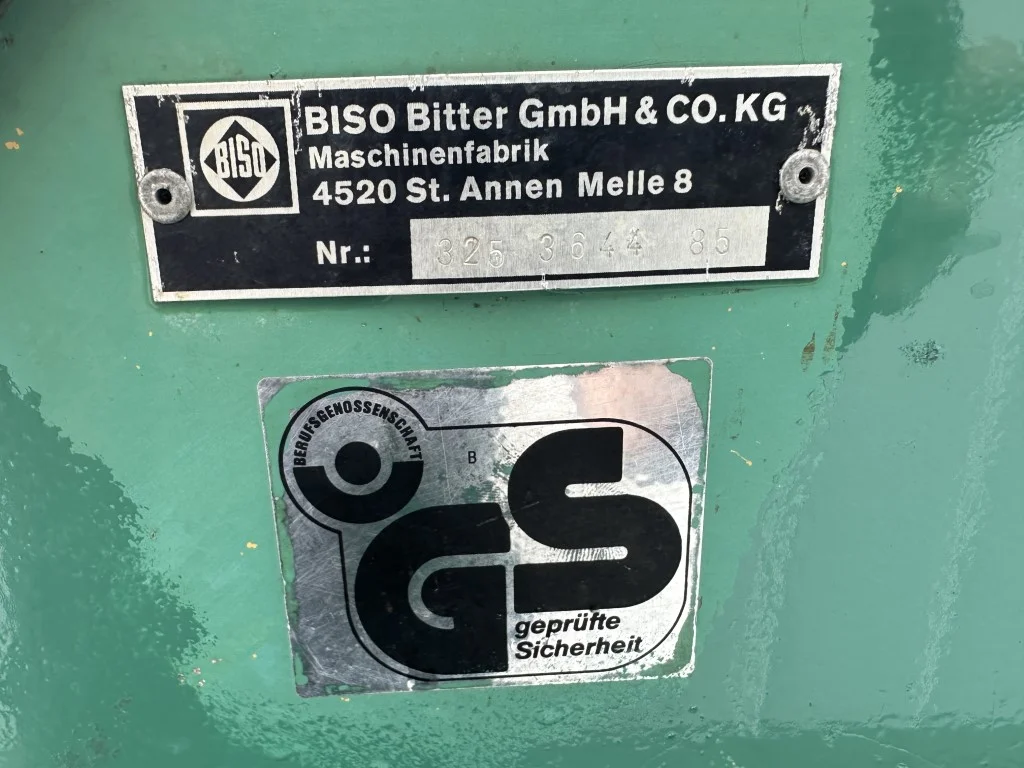 BISO
BISO Bitter GmbH & CO. KG
Maschinenfabrik
4520 St. Annen Melle 8
Nr.: 325 3644 85
BERUFSGENOSSENSCHAFT
B
GS
geprüfte
Sicherheit